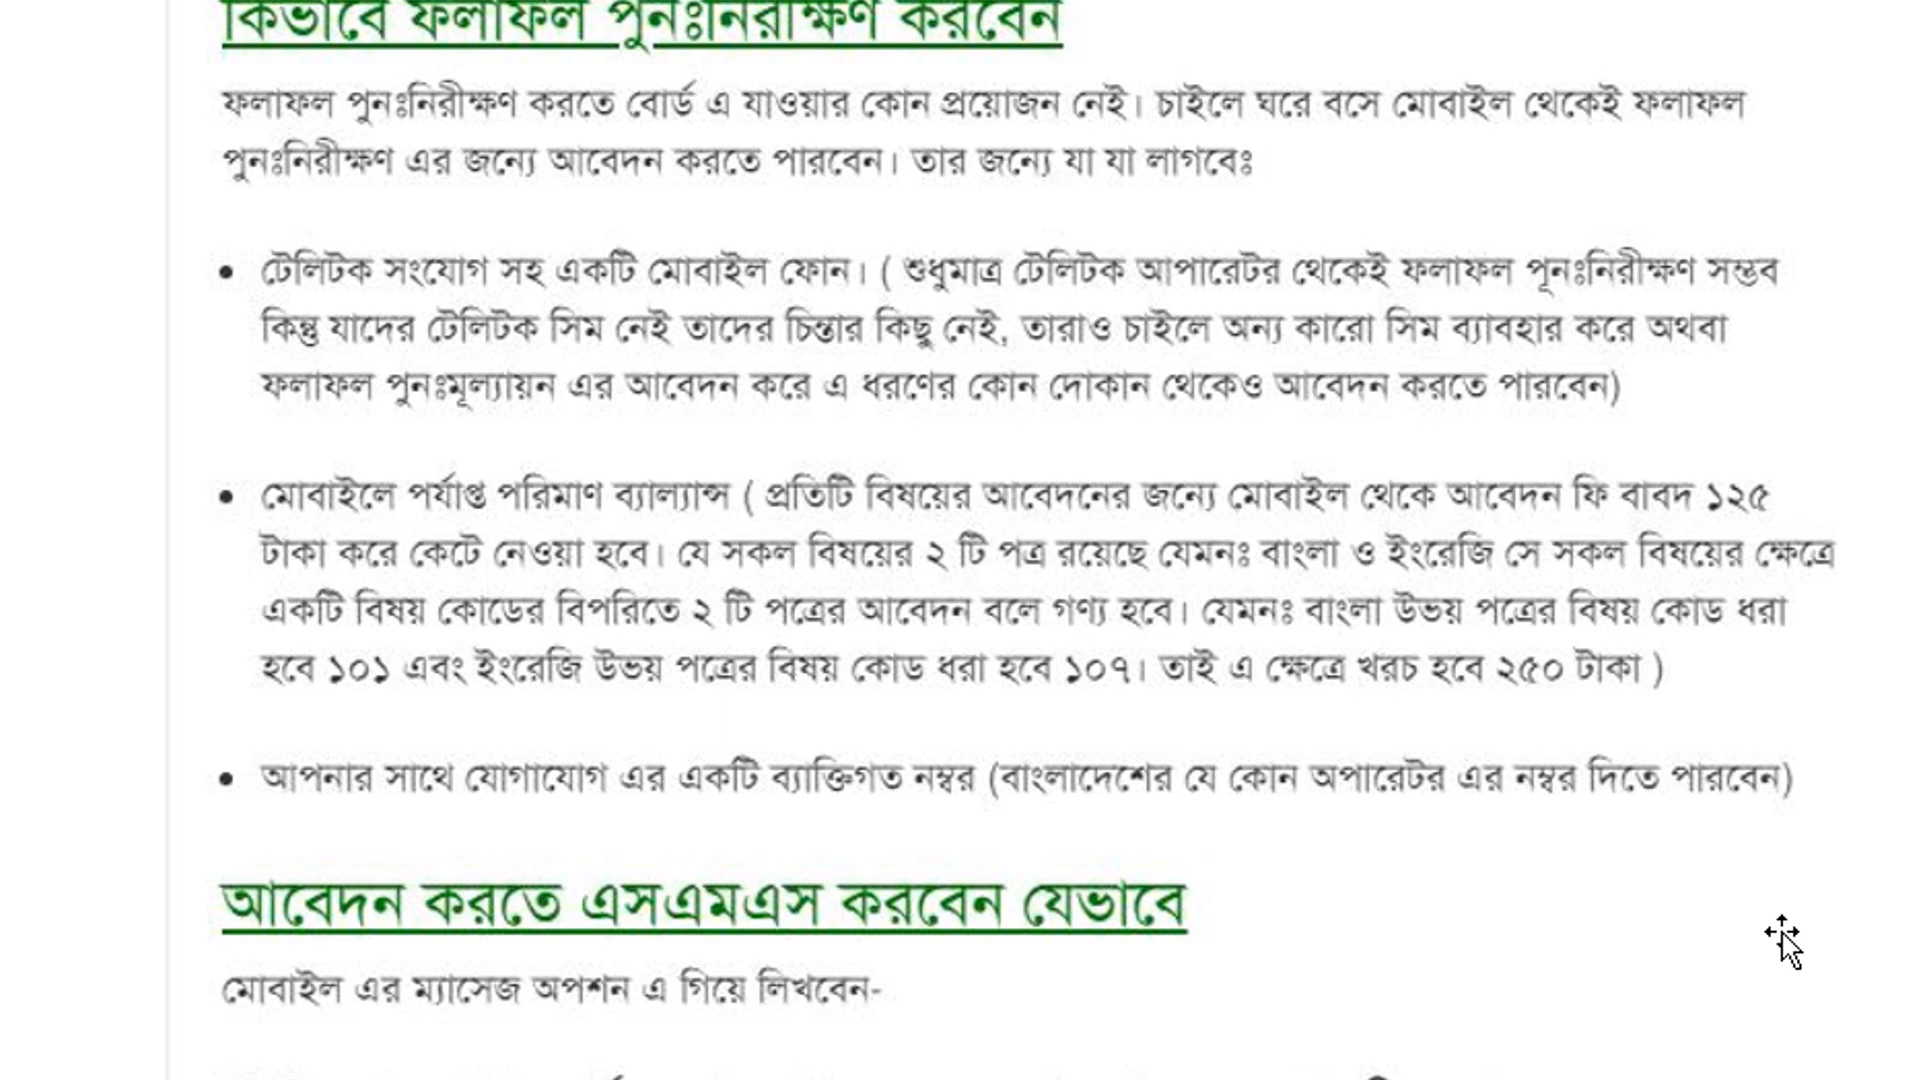 কিভাবে ফলাফল পুনঃনিরীক্ষণ করবেন
ফলাফল পুনঃনিরীক্ষণ করতে বোর্ড এ যাওয়ার কোন প্রয়োজন নেই। চাইলে ঘরে বসে মোবাইল থেকেই ফলাফল
পুনঃনিরীক্ষণ এর জন্যে আবেদন করতে পারবেন। তার জন্যে যা যা লাগবেঃ
• টেলিটক সংযোগ সহ একটি মোবাইল ফোন। ( শুধুমাত্র টেলিটক আপারেটর থেকেই ফলাফল পূনঃনিরীক্ষণ সম্ভব
কিন্তু যাদের টেলিটক সিম নেই তাদের চিন্তার কিছু নেই, তারাও চাইলে অন্য কারো সিম ব্যাবহার করে অথবা
ফলাফল পুনঃমূল্যায়ন এর আবেদন করে এ ধরণের কোন দোকান থেকেও আবেদন করতে পারবেন)
• মোবাইলে পর্যাপ্ত পরিমাণ ব্যাল্যান্স ( প্রতিটি বিষয়ের আবেদনের জন্যে মোবাইল থেকে আবেদন ফি বাবদ ১২৫
টাকা করে কেটে নেওয়া হবে। যে সকল বিষয়ের ২ টি পত্র রয়েছে যেমনঃ বাংলা ও ইংরেজি সে সকল বিষয়ের ক্ষেত্রে
একটি বিষয় কোডের বিপরিতে ২ টি পত্রের আবেদন বলে গণ্য হবে। যেমনঃ বাংলা উভয় পত্রের বিষয় কোড ধরা
হবে ১০১ এবং ইংরেজি উভয় পত্রের বিষয় কোড ধরা হবে ১০৭। তাই এ ক্ষেত্রে খরচ হবে ২৫০ টাকা )
• আপনার সাথে যোগাযোগ এর একটি ব্যাক্তিগত নম্বর (বাংলাদেশের যে কোন অপারেটর এর নম্বর দিতে পারবেন)
আবেদন করতে এসএমএস করবেন যেভাবে
মোবাইল এর ম্যাসেজ অপশন এ গিয়ে লিখবেন-